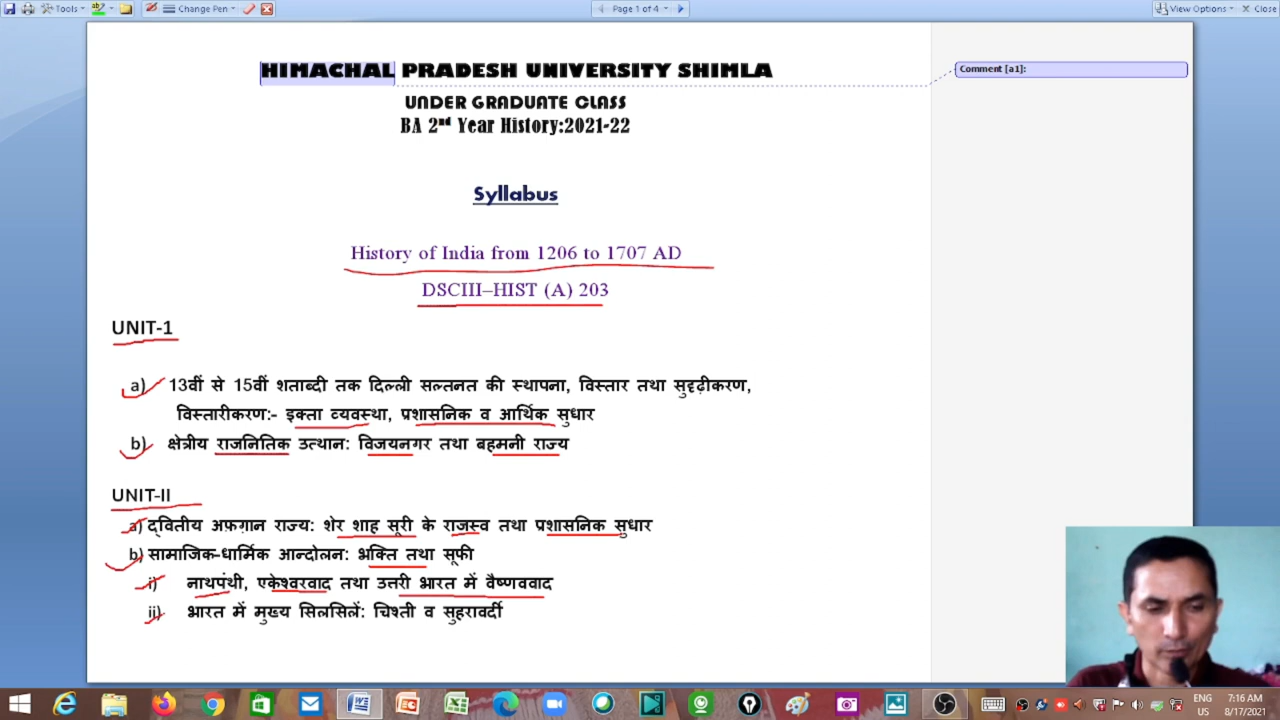 Tools
Change Pen
Page 1 of 4
View Options
Close
HIMACHAL PRADESH UNIVERSITY SHIMLA
Comment [a1]:
UNDER GRADUATE CLASS
BA 2nd Year History:2021-22
Syllabus
History of India from 1206 to 1707 AD
DSCIII–HIST (A) 203
UNIT-1
a) 13वीं से 15वीं शताब्दी तक दिल्ली सल्तनत की स्थापना, विस्तार तथा सुदृढ़ीकरण,
विस्तारीकरण:- इक्ता व्यवस्था, प्रशासनिक व आर्थिक सुधार
b) क्षेत्रीय राजनितिक उत्थान: विजयनगर तथा बहमनी राज्य
UNIT-II
a) द्वितीय अफ़ग़ान राज्य: शेर शाह सूरी के राजस्व तथा प्रशासनिक सुधार
b) सामाजिक-धार्मिक आन्दोलन: भक्ति तथा सूफी
i) नाथपंथी, एकेश्वरवाद तथा उत्तरी भारत में वैष्णववाद
ii) भारत में मुख्य सिलसिलें: चिश्ती व सुहरावर्दी
ENG
US
7:16 AM
8/17/2021